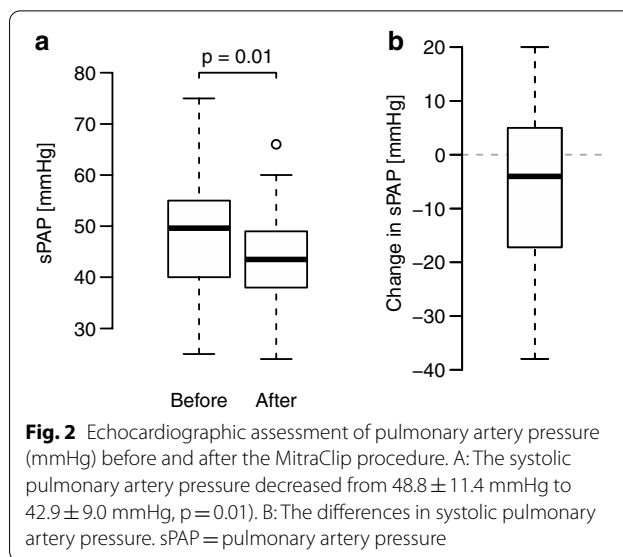 a
b
p = 0.01
80
70
60
50
40
30
sPAP [mmHg]
Before After
20
10
0
−10
−20
−30
−40
Change in sPAP [mmHg]
Fig. 2 Echocardiographic assessment of pulmonary artery pressure
(mmHg) before and after the MitraClip procedure. A: The systolic
pulmonary artery pressure decreased from 48.8 ± 11.4 mmHg to
42.9 ± 9.0 mmHg, p = 0.01). B: The differences in systolic pulmonary
artery pressure. sPAP = pulmonary artery pressure